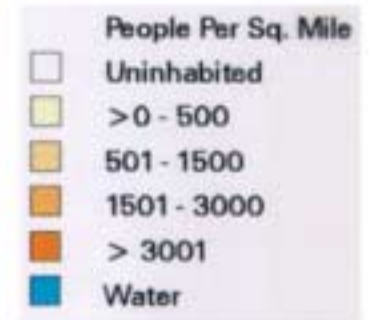 People Per Sq. Mile
Uninhabited
>0 - 500
501 - 1500
1501 - 3000
> 3001
Water